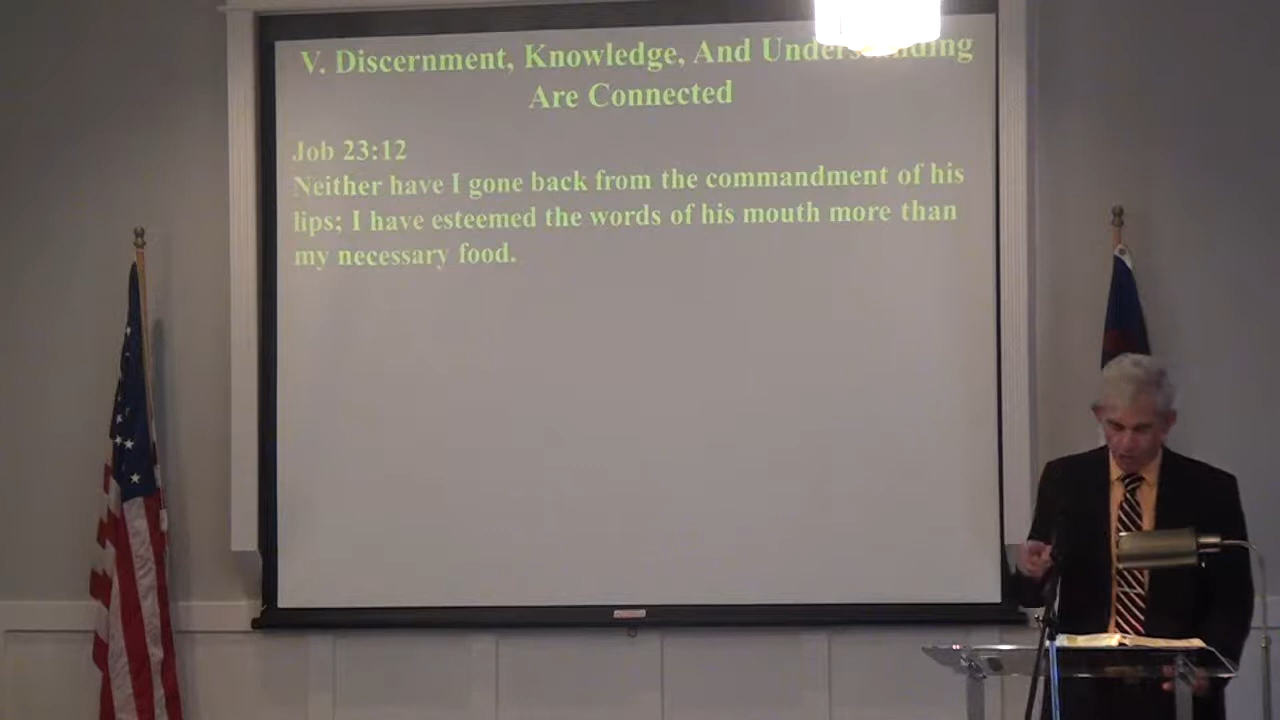 V. Discernment, Knowledge, And Understanding
Are Connected
Job 23:12
Neither have I gone back from the commandment of his
lips; I have esteemed the words of his mouth more than
my necessary food.